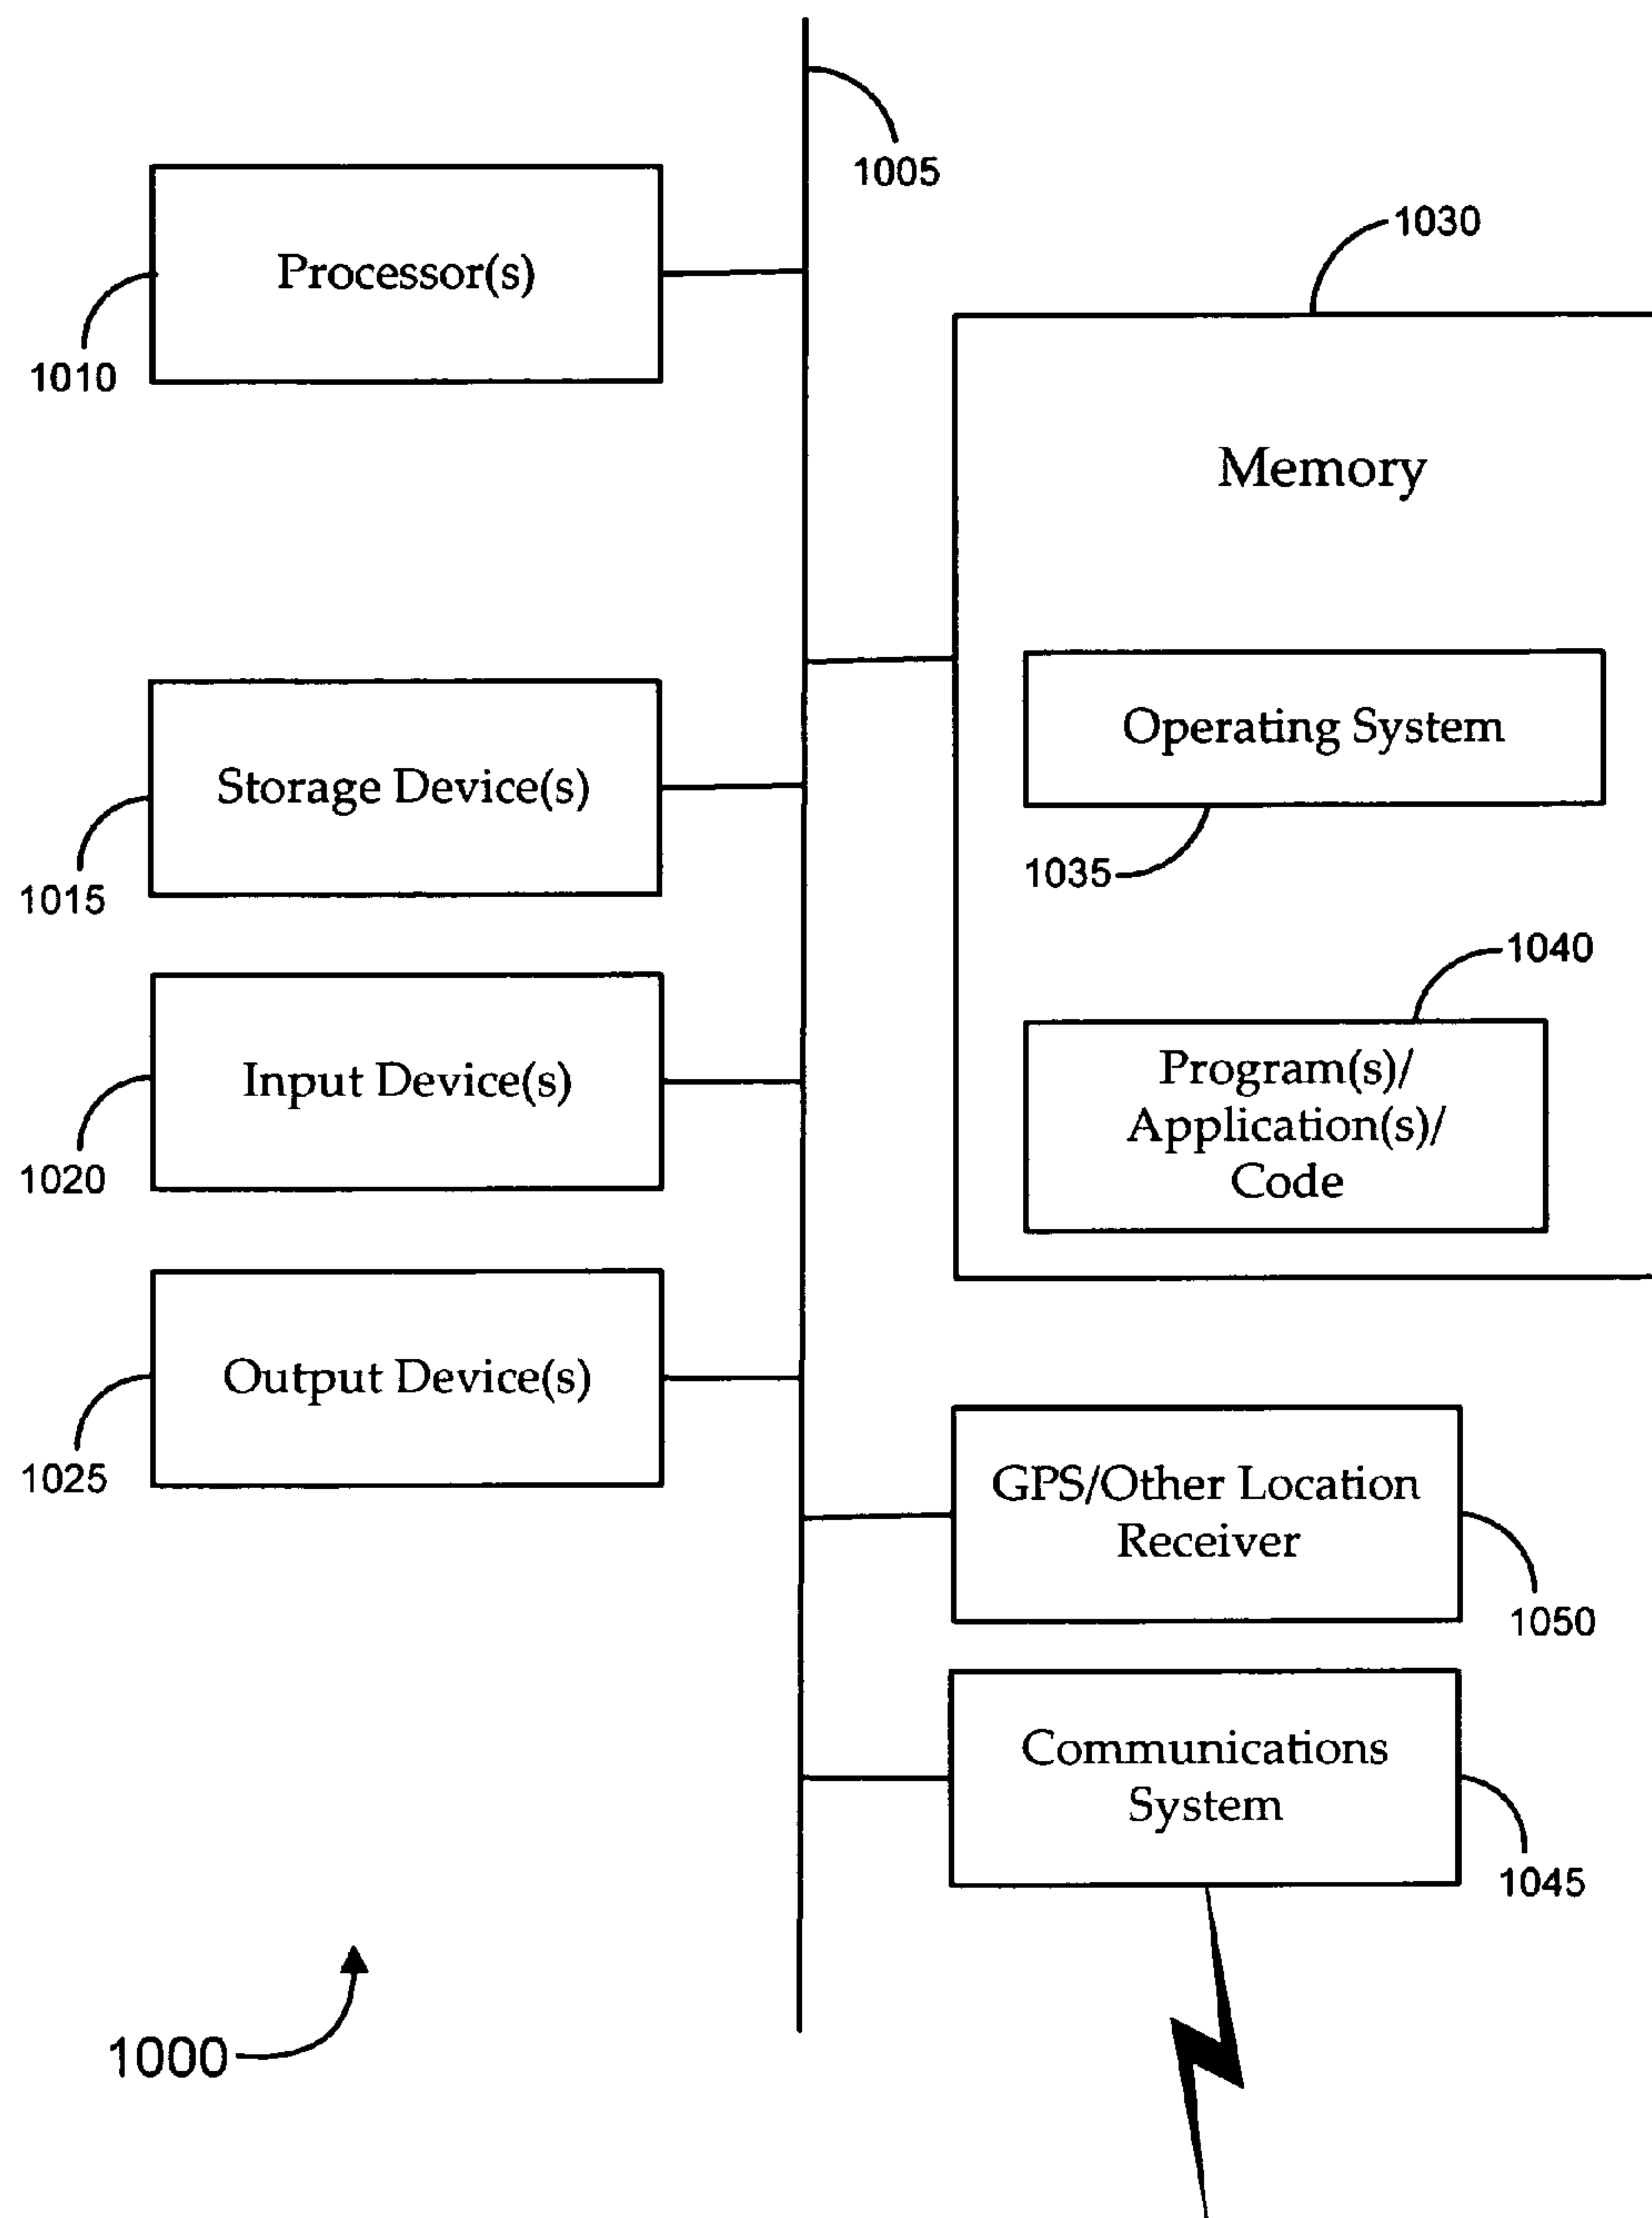 1005
Processor(s)
1010
1030
Memory
Storage Device(s)
1015
Operating System
1035
Input Device(s)
1020
1040
Program(s)/
Application(s)/
Code
Output Device(s)
1025
GPS/Other Location
Receiver
1050
Communications
System
1045
1000